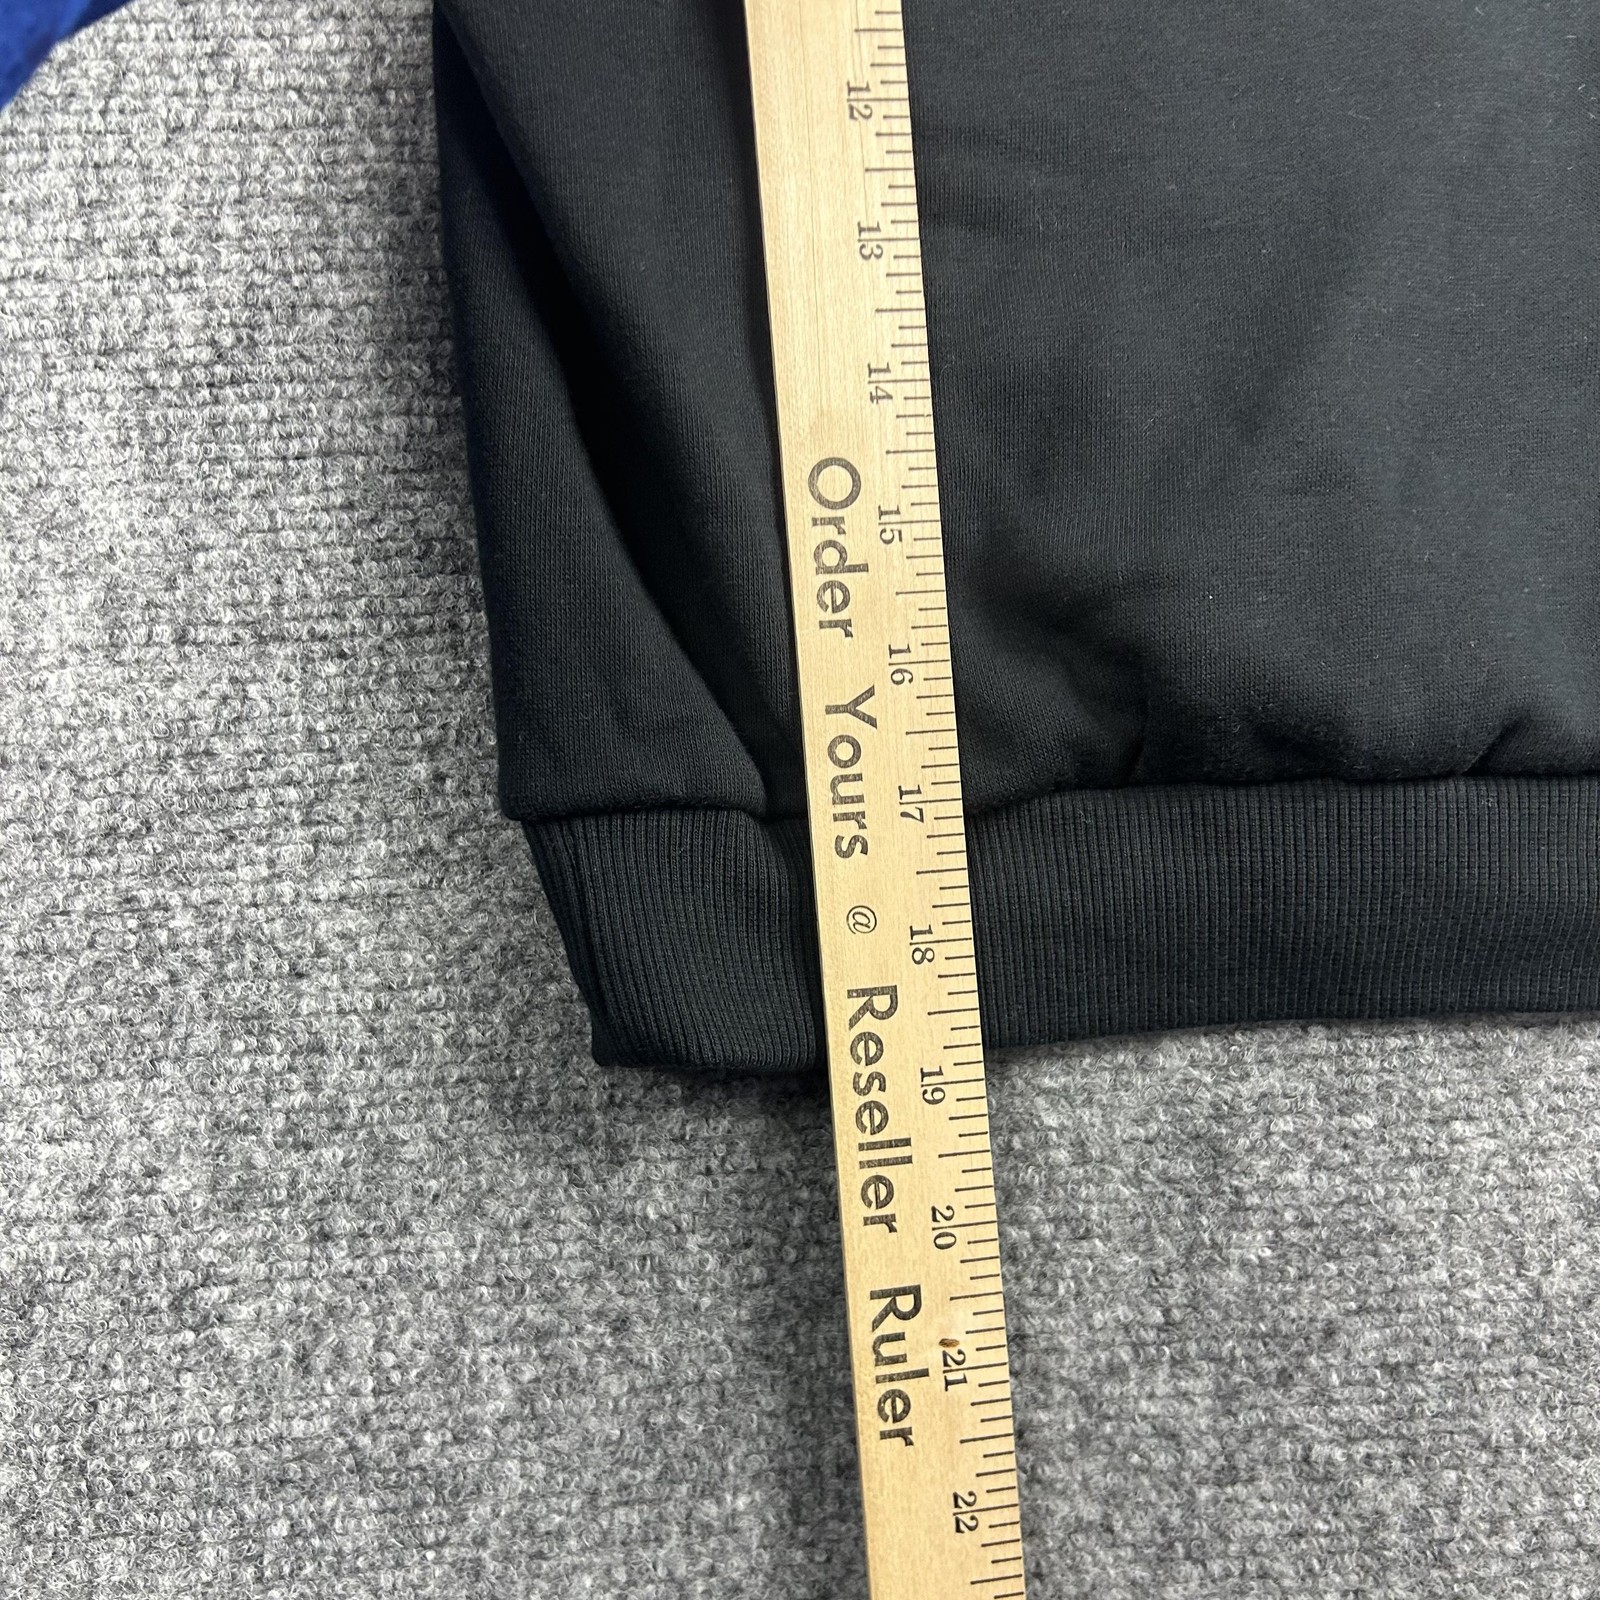 12 13 14 15 16 17 18 19 20 21 22
Order Yours @ Reseller Ruler